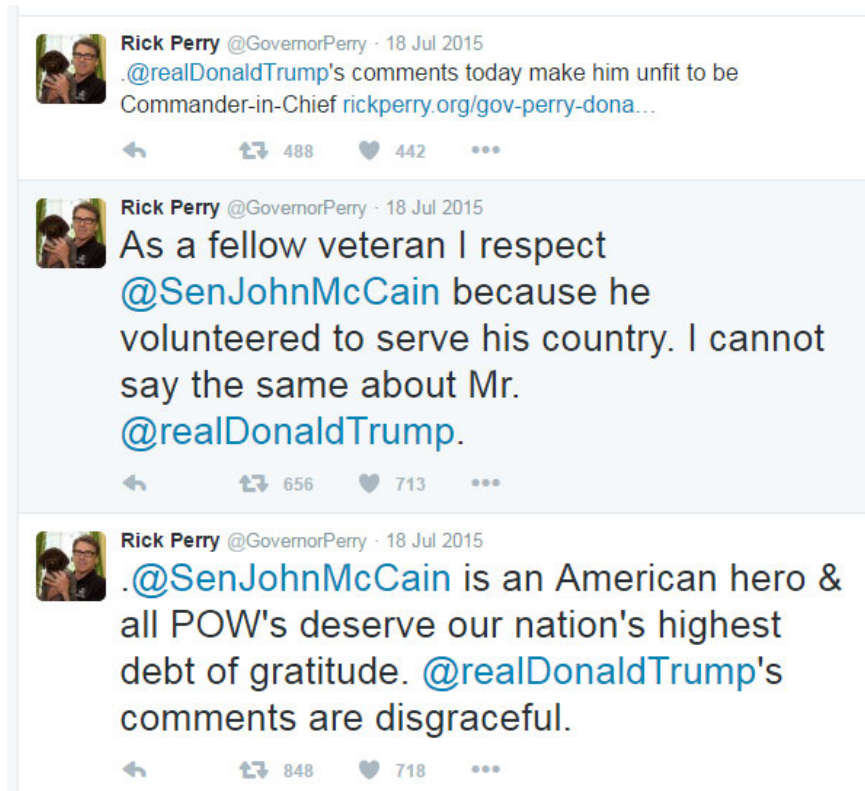 Rick Perry @GovernorPerry · 18 Jul 2015
.@realDonaldTrump's comments today make him unfit to be
Commander-in-Chief rickperry.org/gov-perry-dona…
488 442
Rick Perry @GovernorPerry · 18 Jul 2015
As a fellow veteran I respect
@SenJohnMcCain because he
volunteered to serve his country. I cannot
say the same about Mr.
@realDonaldTrump.
656 713
Rick Perry @GovernorPerry · 18 Jul 2015
.@SenJohnMcCain is an American hero &
all POW's deserve our nation's highest
debt of gratitude. @realDonaldTrump's
comments are disgraceful.
848 718